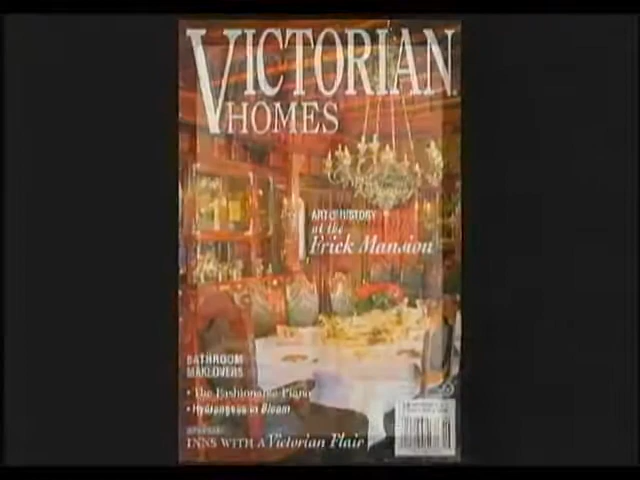 VICTORIAN
HOMES
ART & HISTORY
at the
Frick Mansion
BATHROOM
MAKEOVERS
• The Fashionable Piano
• Hydrangeas in Bloom
INNS WITH A Victorian Flair